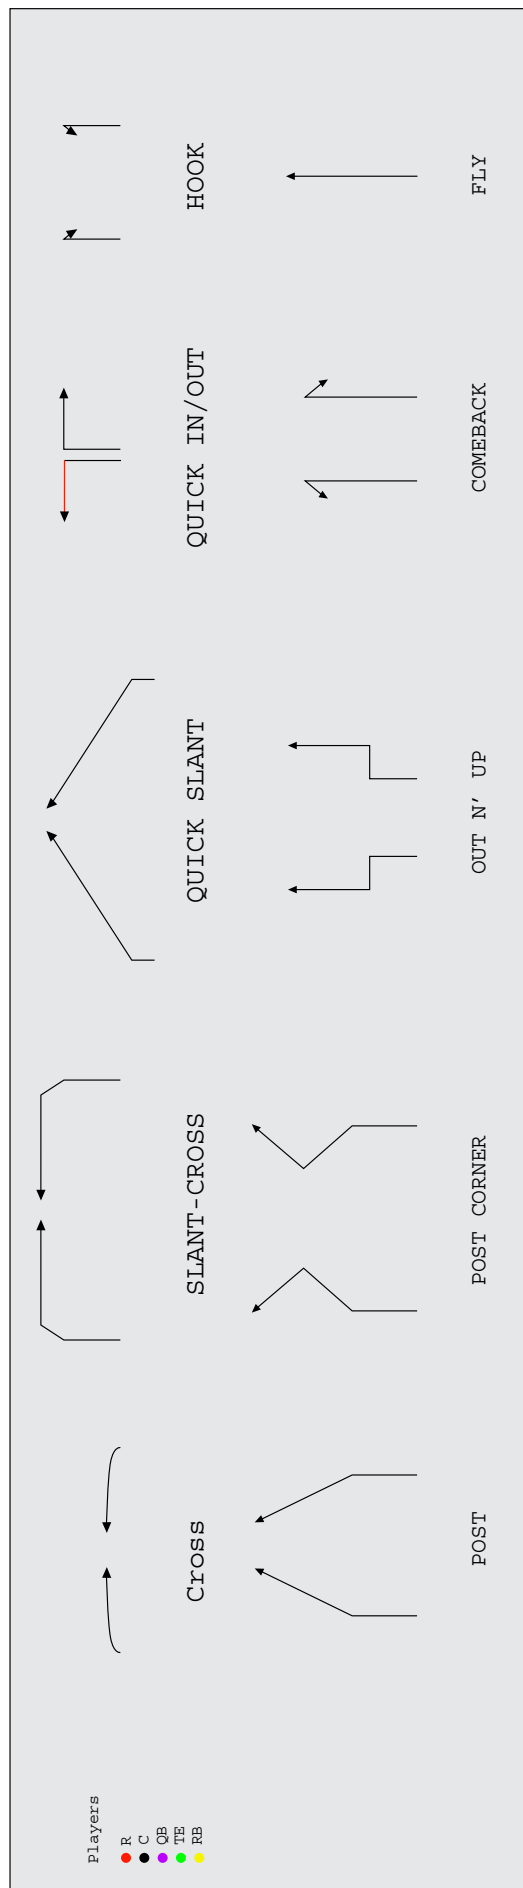 Players
R
C
QB
TE
RB
Cross
SLANT-CROSS
QUICK SLANT
QUICK IN/OUT
HOOK
POST
POST CORNER
OUT N' UP
COMEBACK
FLY